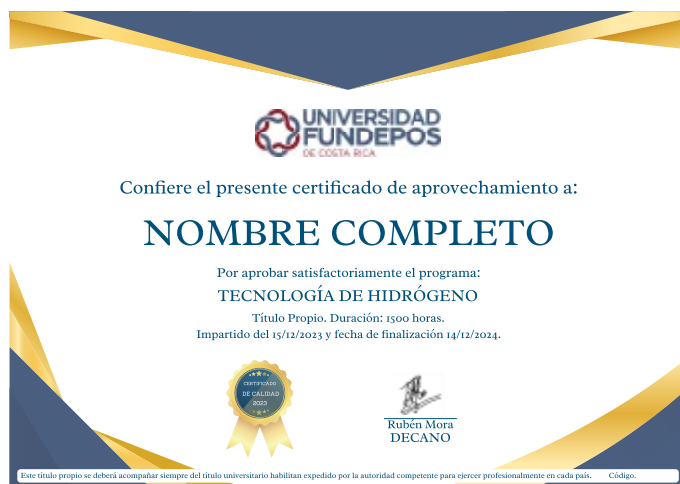 UNIVERSIDAD
FUNDEPOS
DE COSTA RICA
Confiere el presente certificado de aprovechamiento a:
NOMBRE COMPLETO
Por aprobar satisfactoriamente el programa:
TECNOLOGÍA DE HIDRÓGENO
Título Propio. Duración: 1500 horas.
Impartido del 15/12/2023 y fecha de finalización 14/12/2024.
CERTIFICADO
DE CALIDAD
2023
Rubén Mora
DECANO
Este título propio se deberá acompañar siempre del título universitario habilitan expedido por la autoridad competente para ejercer profesionalmente en cada país. Código.